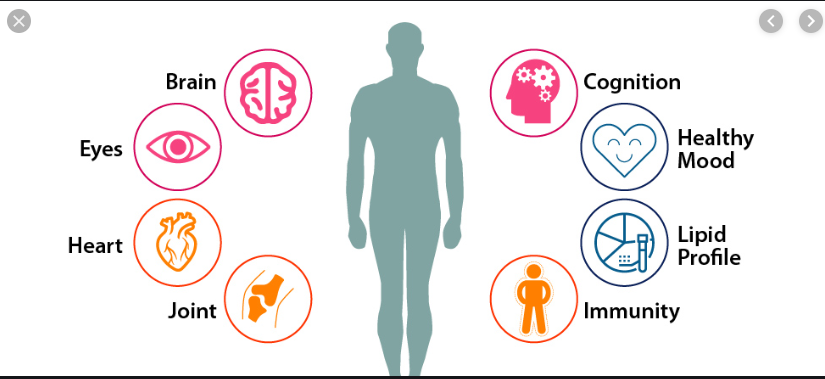 Brain
Eyes
Heart
Joint
Cognition
Healthy
Mood
Lipid
Profile
Immunity